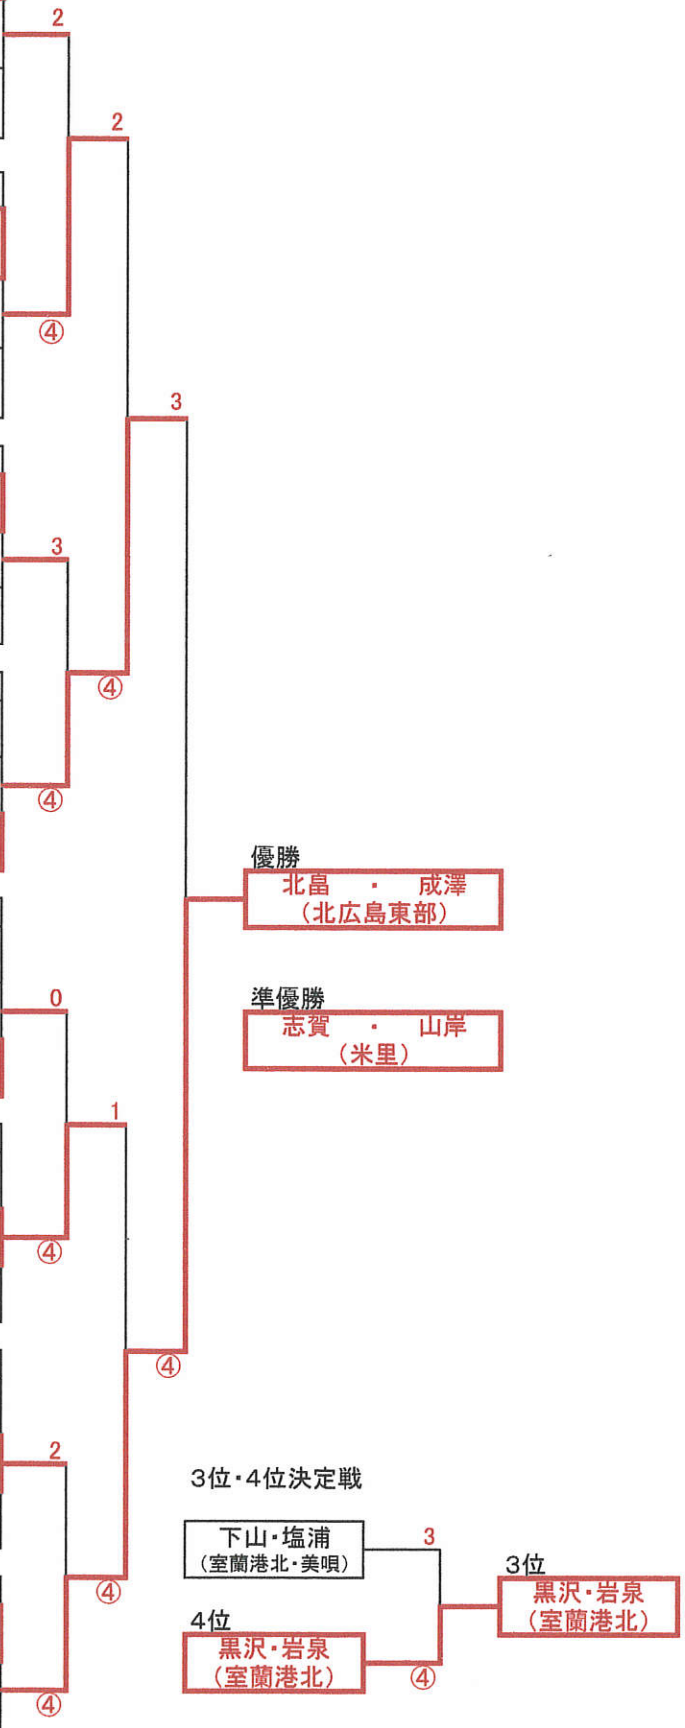 2
2
④
3
3
④
④
優勝
北畠 ・ 成澤
(北広島東部)
0
準優勝
志賀 ・ 山岸
(米里)
1
④
④
2
3位・4位決定戦
下山・塩浦
(室蘭港北・美唄)
3
3位
黒沢・岩泉
(室蘭港北)
④
4位
黒沢・岩泉
(室蘭港北)
④
④